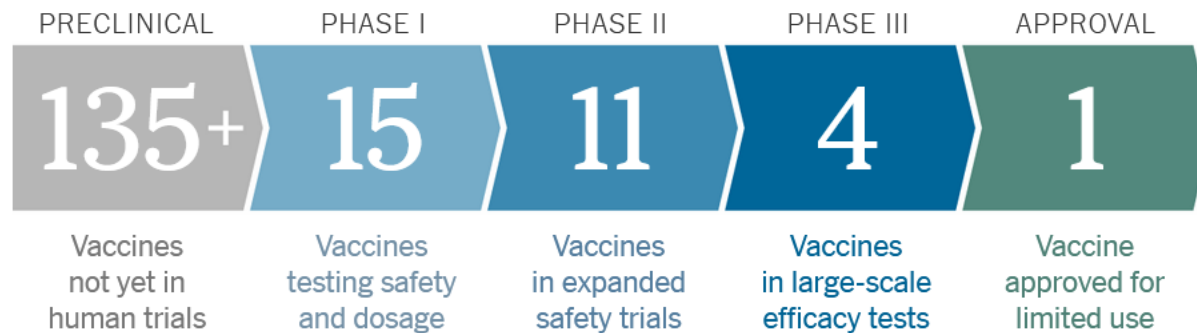 PRECLINICAL PHASE I PHASE II PHASE III APPROVAL
135+ 15 11 4 1
Vaccines not yet in human trials
Vaccines testing safety and dosage
Vaccines in expanded safety trials
Vaccines in large-scale efficacy tests
Vaccine approved for limited use